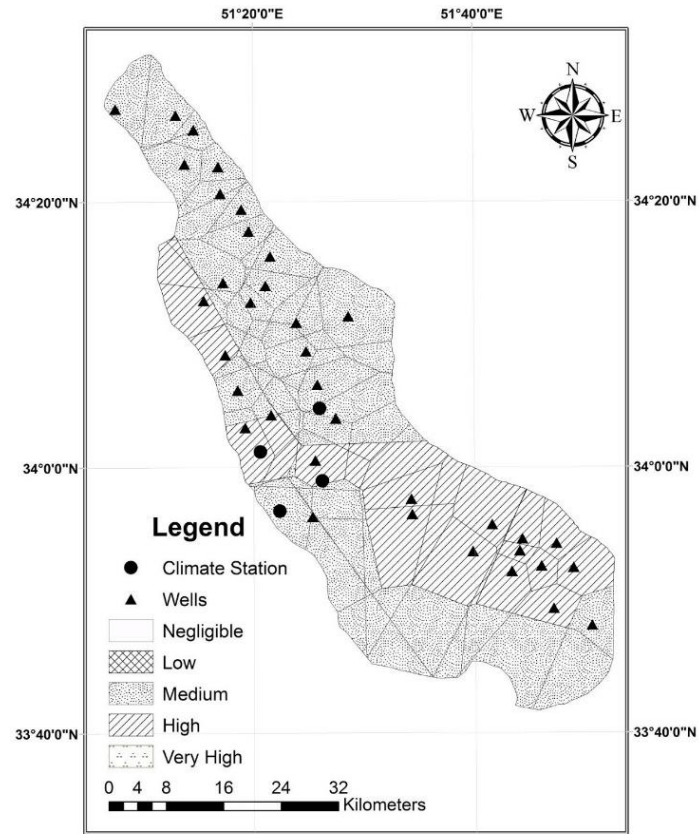 51°20'0"E 51°40'0"E
N
W E
S
34°20'0"N 34°20'0"N
34°0'0"N 34°0'0"N
Legend
Climate Station
Wells
Negligible
Low
Medium
High
Very High
33°40'0"N 33°40'0"N
0 4 8 16 24 32
Kilometers